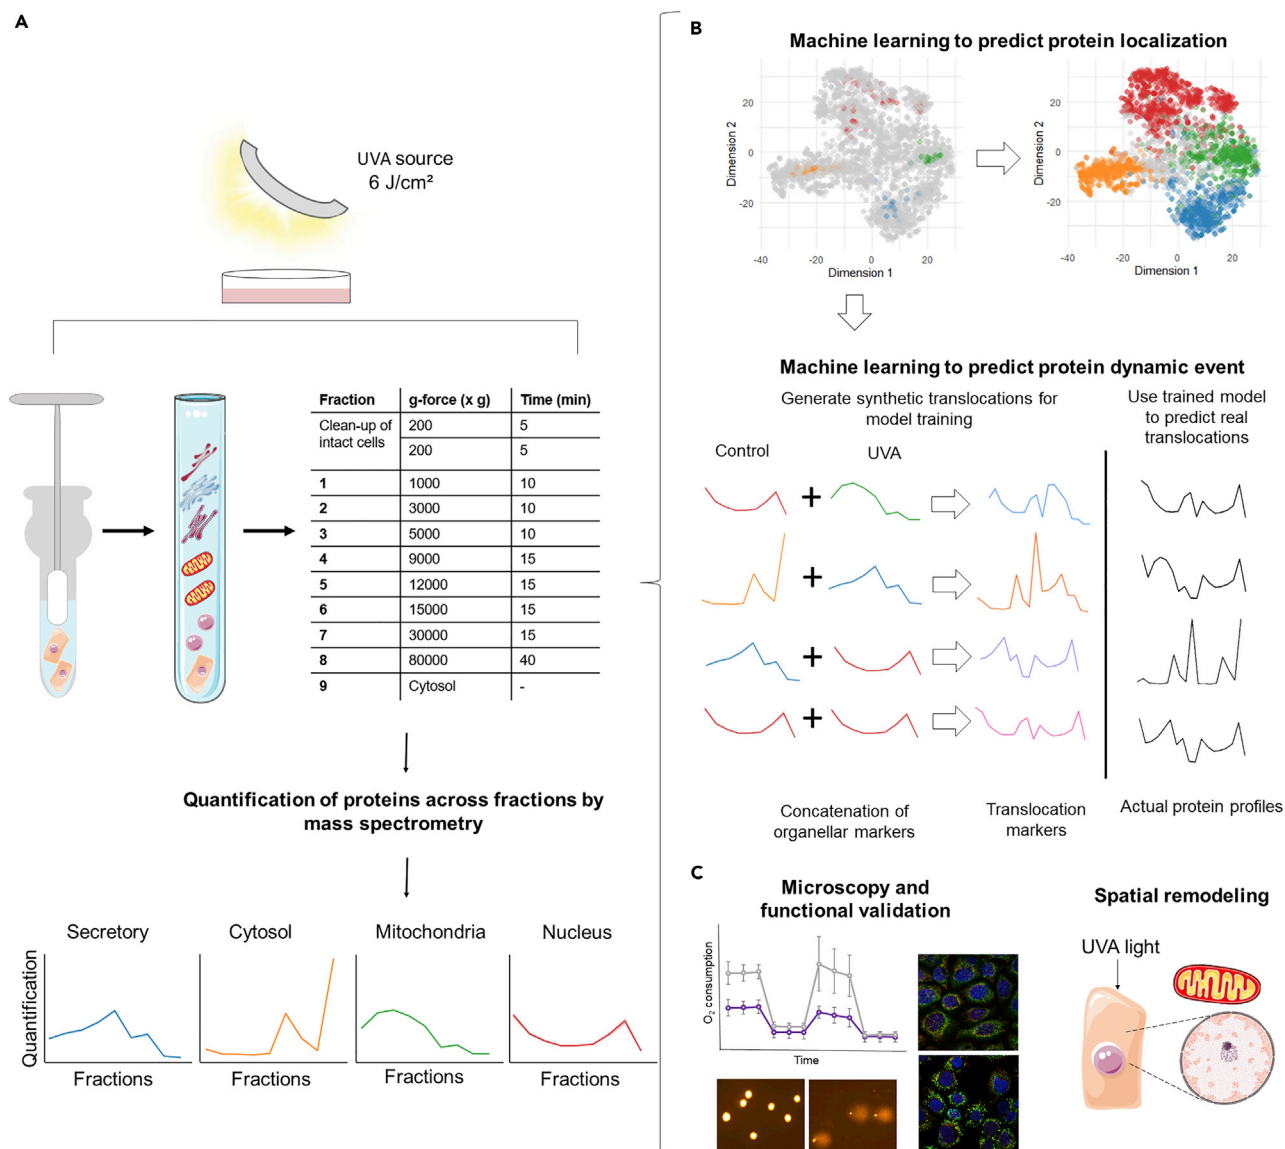 A
UVA source
6 J/cm²
Fraction g-force (x g) Time (min)
Clean-up of 200 5
intact cells 200 5
1 1000 10
2 3000 10
3 5000 10
4 9000 15
5 12000 15
6 15000 15
7 30000 15
8 80000 40
9 Cytosol -
Quantification of proteins across fractions by
mass spectrometry
Secretory Cytosol Mitochondria Nucleus
Quantification
Fractions Fractions Fractions Fractions
B
Machine learning to predict protein localization
Dimension 2
20
0
-20
-40 -20 0 20
Dimension 1
Dimension 2
20
0
-20
-40 -20 0 20
Dimension 1
Machine learning to predict protein dynamic event
Generate synthetic translocations for
model training
Use trained model
to predict real
translocations
Control UVA
+
+
+
+
Concatenation of
organellar markers
Translocation
markers
Actual protein profiles
C
Microscopy and
functional validation
O₂ consumption
Time
Spatial remodeling
UVA light